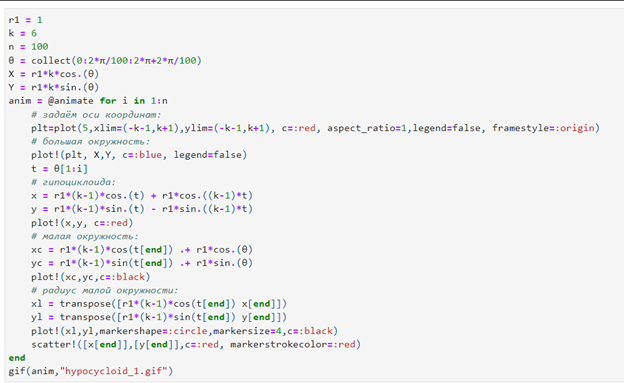 r1 = 1
k = 6
n = 100
θ = collect(0:2*π/100:2*π+2*π/100)
X = r1*k*cos.(θ)
Y = r1*k*sin.(θ)
anim = @animate for i in 1:n
    # задаём оси координат:
    plt=plot(5,xlim=(-k-1,k+1),ylim=(-k-1,k+1), c=:red, aspect_ratio=1,legend=false, framestyle=:origin)
    # большая окружность:
    plot!(plt, X,Y, c=:blue, legend=false)
    t = θ[1:i]
    # гипоциклоида:
    x = r1*(k-1)*cos.(t) + r1*cos.((k-1)*t)
    y = r1*(k-1)*sin.(t) - r1*sin.((k-1)*t)
    plot!(x,y, c=:red)
    # малая окружность:
    xc = r1*(k-1)*cos(t[end]) .+ r1*cos.(θ)
    yc = r1*(k-1)*sin(t[end]) .+ r1*sin.(θ)
    plot!(xc,yc,c=:black)
    # радиус малой окружности:
    xl = transpose([r1*(k-1)*cos(t[end]) x[end]])
    yl = transpose([r1*(k-1)*sin(t[end]) y[end]])
    plot!(xl,yl,markershape=:circle,markersize=4,c=:black)
    scatter!([x[end]],[y[end]],c=:red, markerstrokecolor=:red)
end
gif(anim,"hypocycloid_1.gif")